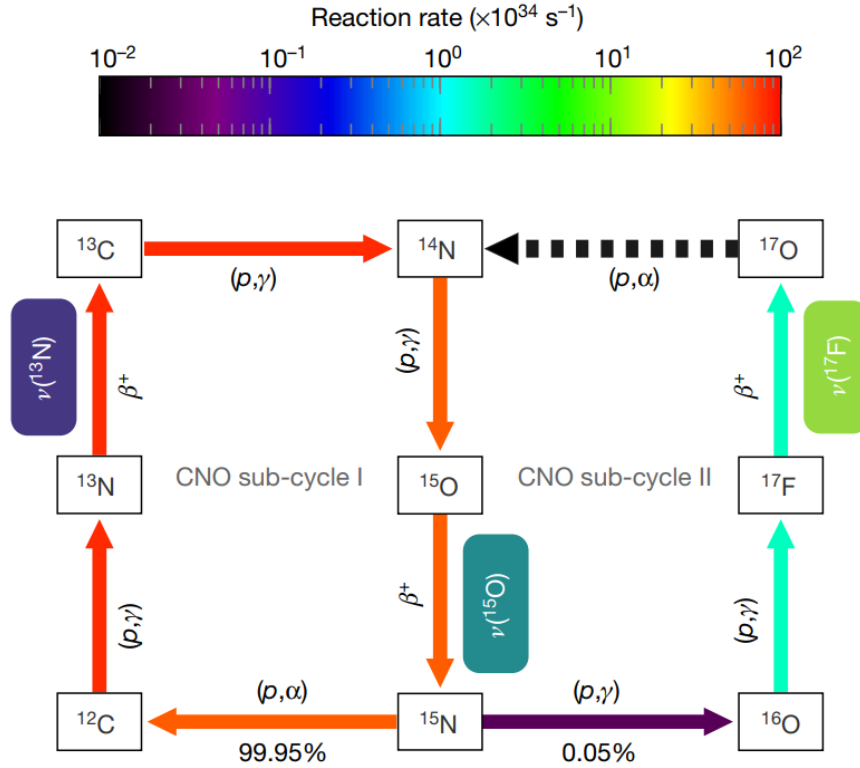 Reaction rate (×10³⁴ s⁻¹)
10⁻² 10⁻¹ 10⁰ 10¹ 10²
¹³C ¹⁴N ¹⁷O
(p,γ) (p,α)
ν(¹³N) β⁺ (p,γ) β⁺ ν(¹⁷F)
¹³N CNO sub-cycle I ¹⁵O CNO sub-cycle II ¹⁷F
(p,γ) β⁺ ν(¹⁵O) (p,γ)
(p,α) (p,γ)
¹²C ¹⁵N ¹⁶O
99.95% 0.05%